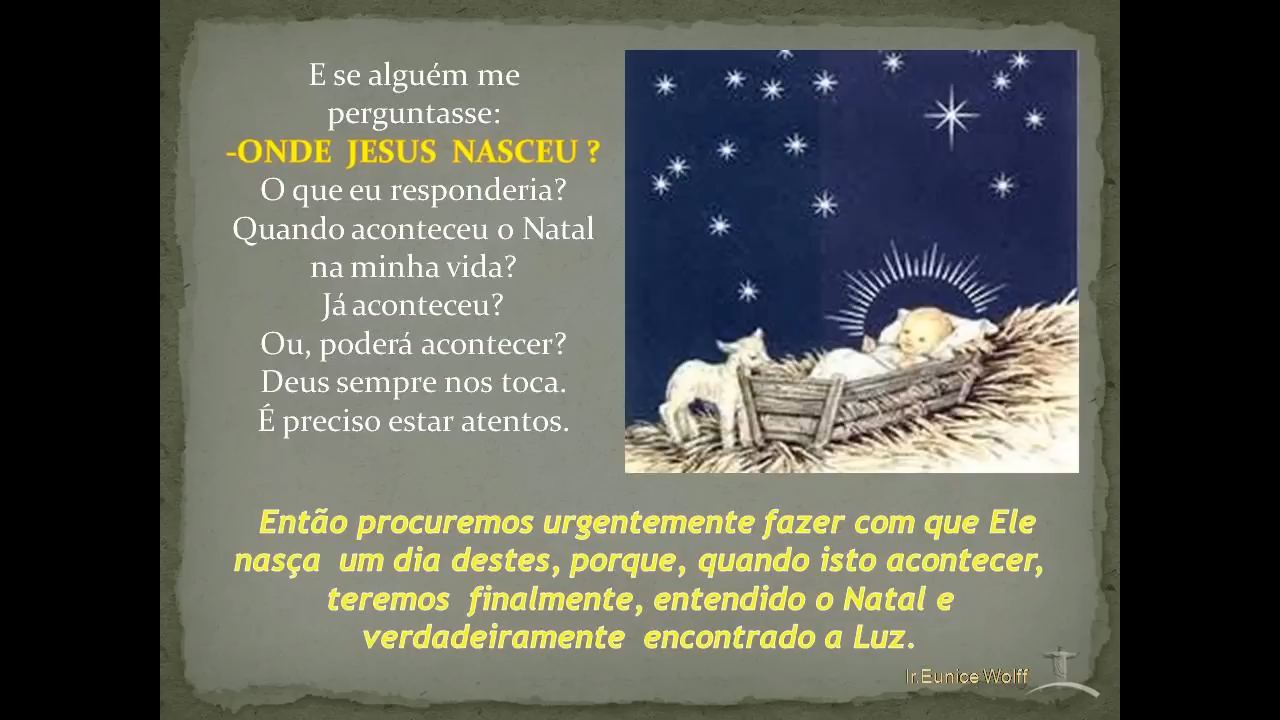 E se alguém me
perguntasse:
-ONDE JESUS NASCEU ?
O que eu responderia?
Quando aconteceu o Natal
na minha vida?
Já aconteceu?
Ou, poderá acontecer?
Deus sempre nos toca.
É preciso estar atentos.
Então procuremos urgentemente fazer com que Ele
nasça um dia destes, porque, quando isto acontecer,
teremos finalmente, entendido o Natal e
verdadeiramente encontrado a Luz.
Ir.Eunice Wolff